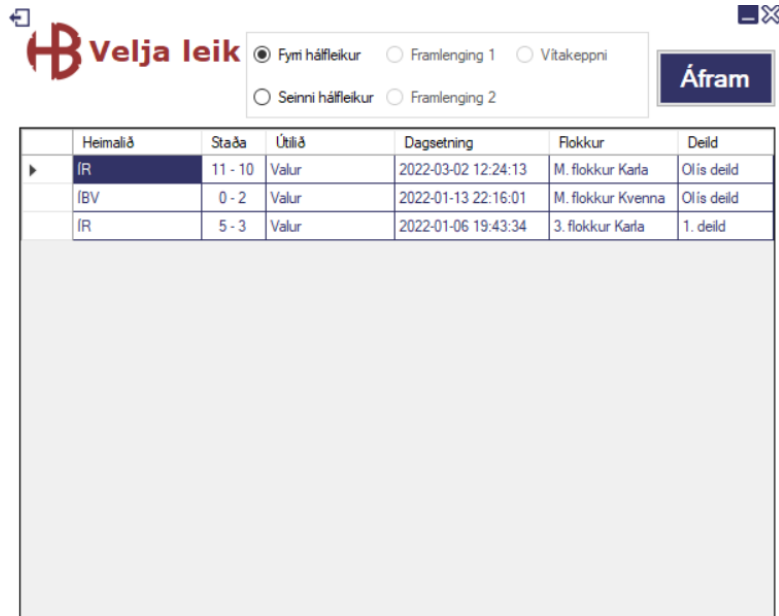 HB Velja leik
Fyrri hálfleikur Framlenging 1 Vítakeppni
Seinni hálfleikur Framlenging 2
Áfram
Heimalið Staða Útilið Dagsetning Flokkur Deild
ÍR 11 - 10 Valur 2022-03-02 12:24:13 M. flokkur Karla Olís deild
ÍBV 0 - 2 Valur 2022-01-13 22:16:01 M. flokkur Kvenna Olís deild
ÍR 5 - 3 Valur 2022-01-06 19:43:34 3. flokkur Karla 1. deild